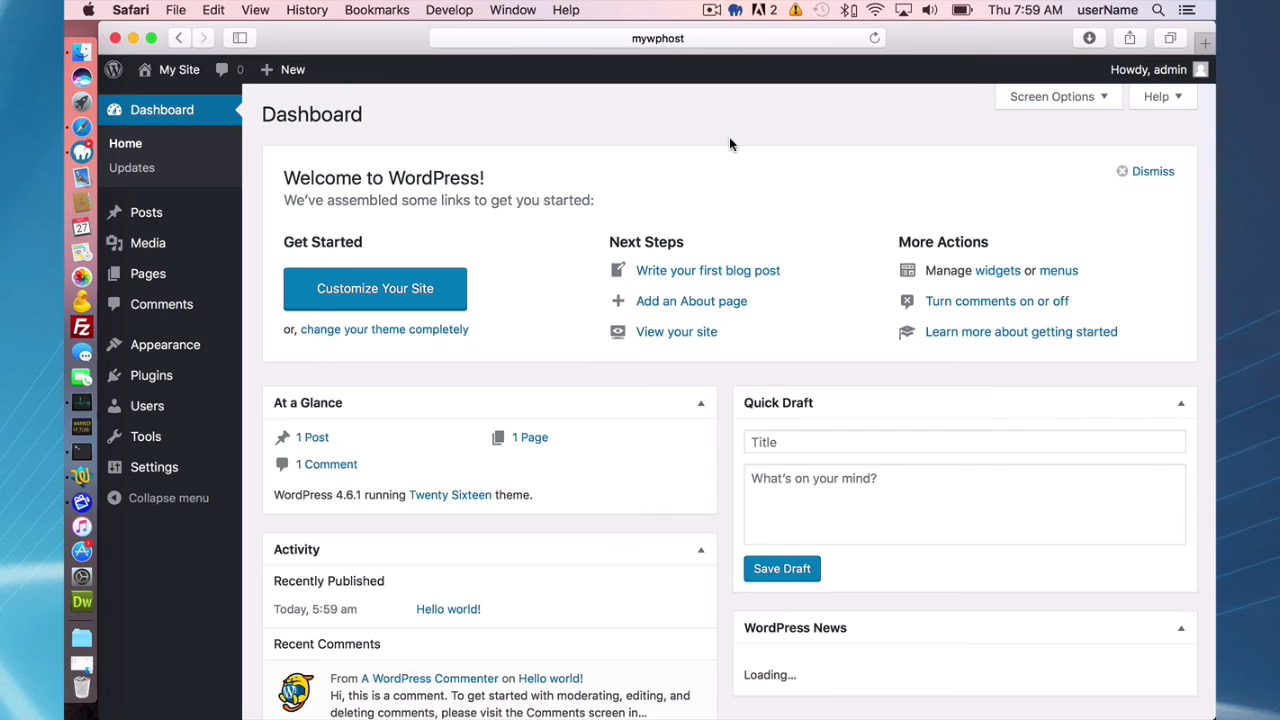 Safari File Edit View History Bookmarks Develop Window Help 2 Thu 7:59 AM userName
mywphost
My Site 0 New Howdy, admin
Dashboard
Home
Updates
Posts
Media
Pages
Comments
Appearance
Plugins
Users
Tools
Settings
Collapse menu
Screen Options Help
Dashboard
Welcome to WordPress!
Dismiss
We've assembled some links to get you started:
Get Started
Customize Your Site
or, change your theme completely
Next Steps
Write your first blog post
Add an About page
View your site
More Actions
Manage widgets or menus
Turn comments on or off
Learn more about getting started
At a Glance
1 Post 1 Page
1 Comment
WordPress 4.6.1 running Twenty Sixteen theme.
Activity
Recently Published
Today, 5:59 am Hello world!
Recent Comments
From A WordPress Commenter on Hello world!
Hi, this is a comment. To get started with moderating, editing, and
deleting comments, please visit the Comments screen in...
Quick Draft
Title
What's on your mind?
Save Draft
WordPress News
Loading...
27
Fz
Dw